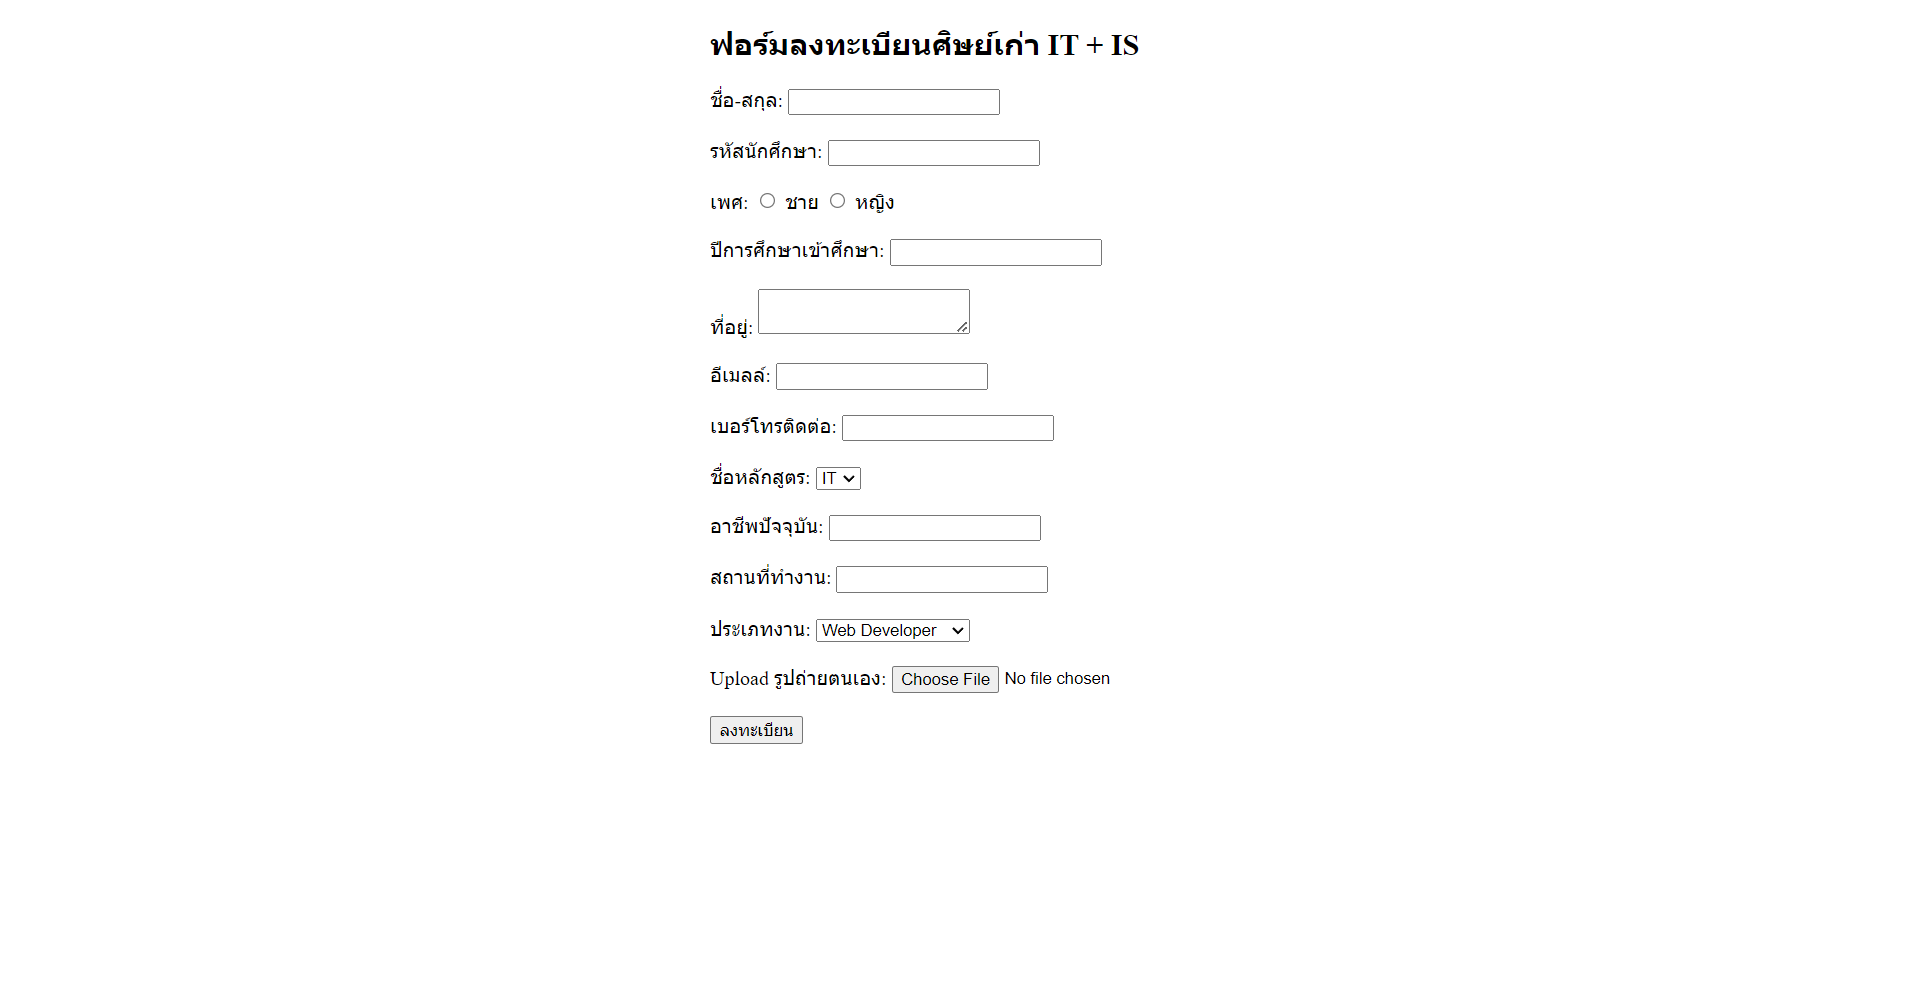 ฟอร์มลงทะเบียนศิษย์เก่า IT + IS
ชื่อ-สกุล:
รหัสนักศึกษา:
เพศ: ชาย หญิง
ปีการศึกษาเข้าศึกษา:
ที่อยู่:
อีเมลล์:
เบอร์โทรติดต่อ:
ชื่อหลักสูตร: IT
อาชีพปัจจุบัน:
สถานที่ทำงาน:
ประเภทงาน: Web Developer
Upload รูปถ่ายตนเอง: Choose File No file chosen
ลงทะเบียน